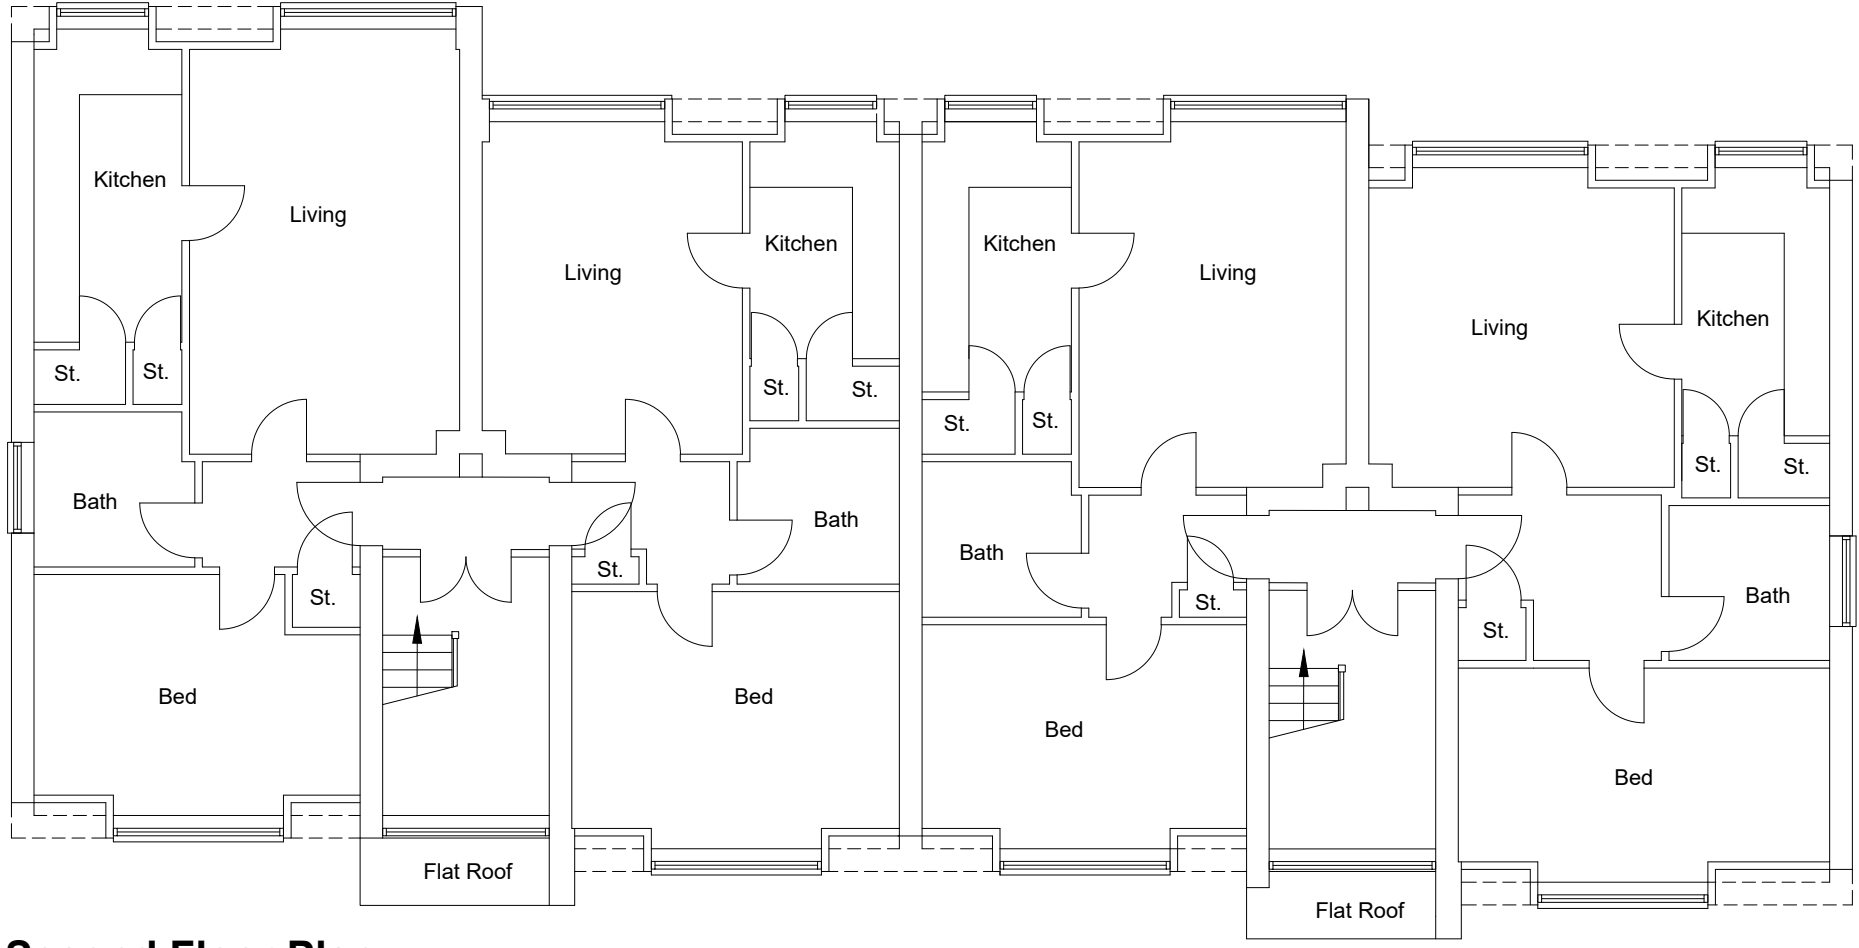 Kitchen
Living
St.
St.
Bath
St.
Bed
Living
Kitchen
St.
St.
St.
Bath
Bed
Flat Roof
Kitchen
Living
St.
St.
Bath
St.
Bed
Living
Kitchen
St.
St.
St.
Bath
Bed
Flat Roof
Second Floor Plan